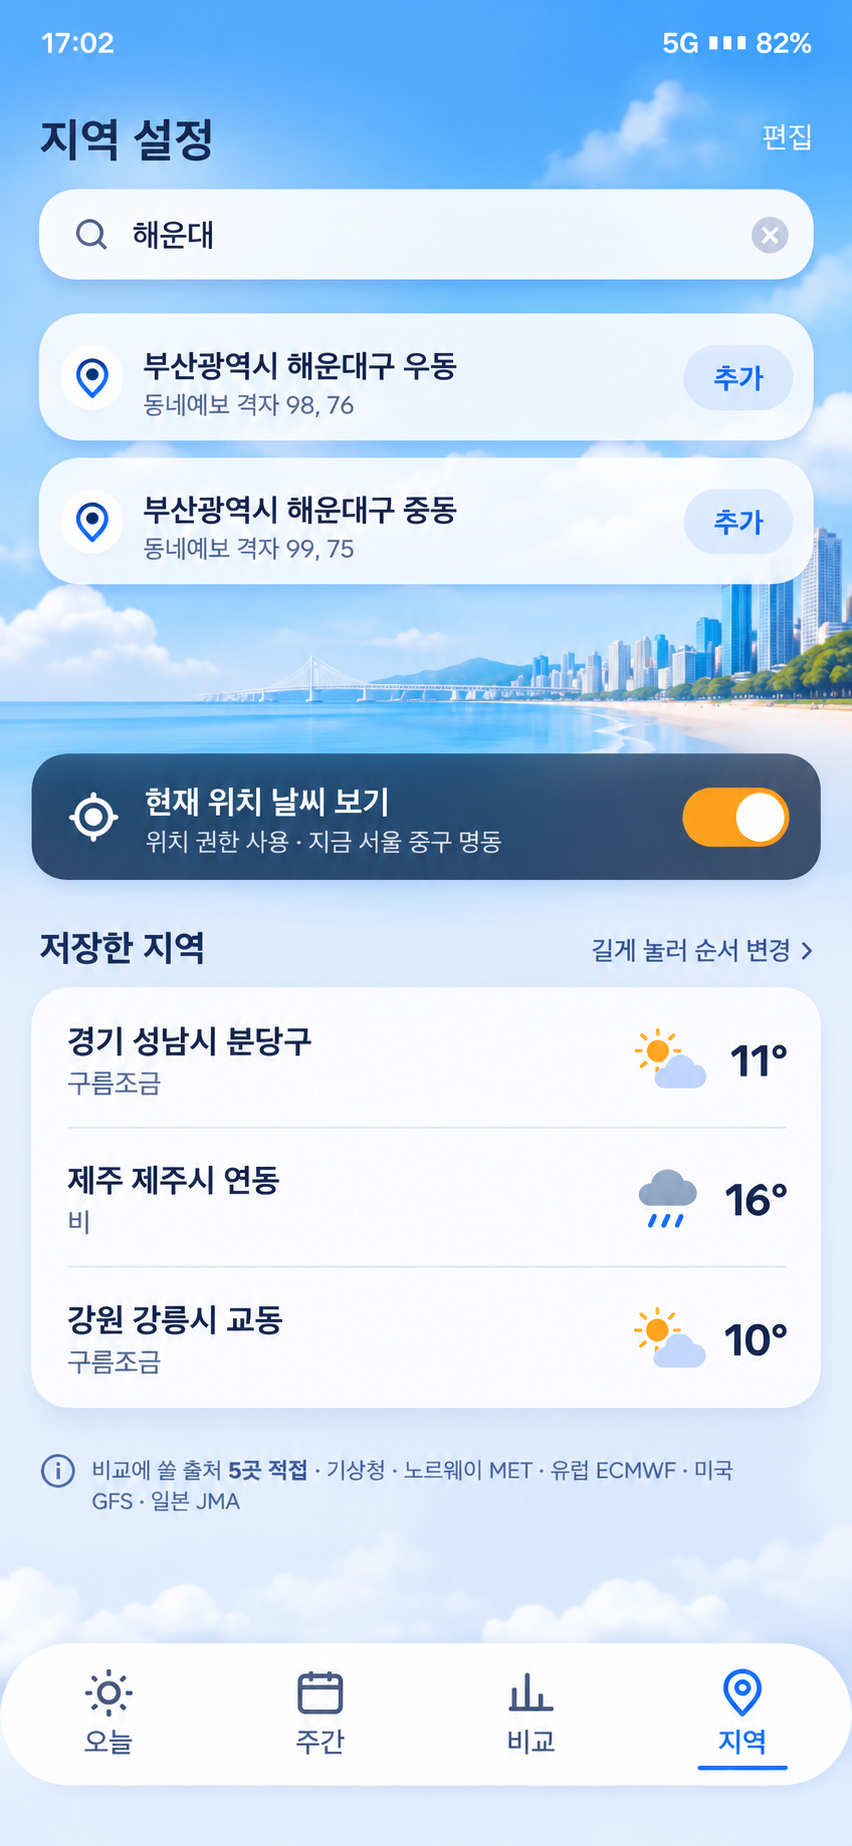 17:02
5G 82%
지역 설정
편집
해운대
부산광역시 해운대구 우동
동네예보 격자 98, 76
추가
부산광역시 해운대구 중동
동네예보 격자 99, 75
추가
현재 위치 날씨 보기
위치 권한 사용 · 지금 서울 중구 명동
저장한 지역
길게 눌러 순서 변경 >
경기 성남시 분당구
구름조금
11°
제주 제주시 연동
비
16°
강원 강릉시 교동
구름조금
10°
비교에 쓸 출처 5곳 적접 · 기상청 · 노르웨이 MET · 유럽 ECMWF · 미국
GFS · 일본 JMA
오늘
주간
비교
지역